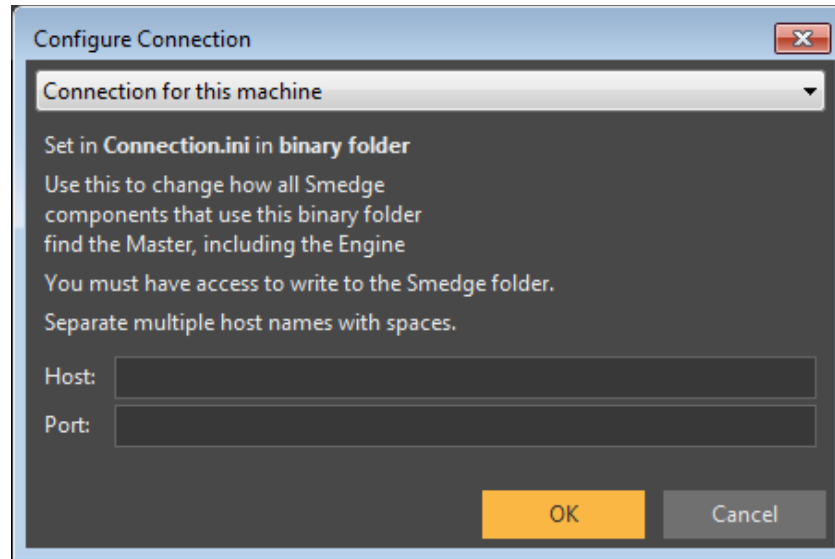 Configure Connection
Connection for this machine
Set in Connection.ini in binary folder
Use this to change how all Smedge
components that use this binary folder
find the Master, including the Engine
You must have access to write to the Smedge folder.
Separate multiple host names with spaces.
Host:
Port:
OK
Cancel